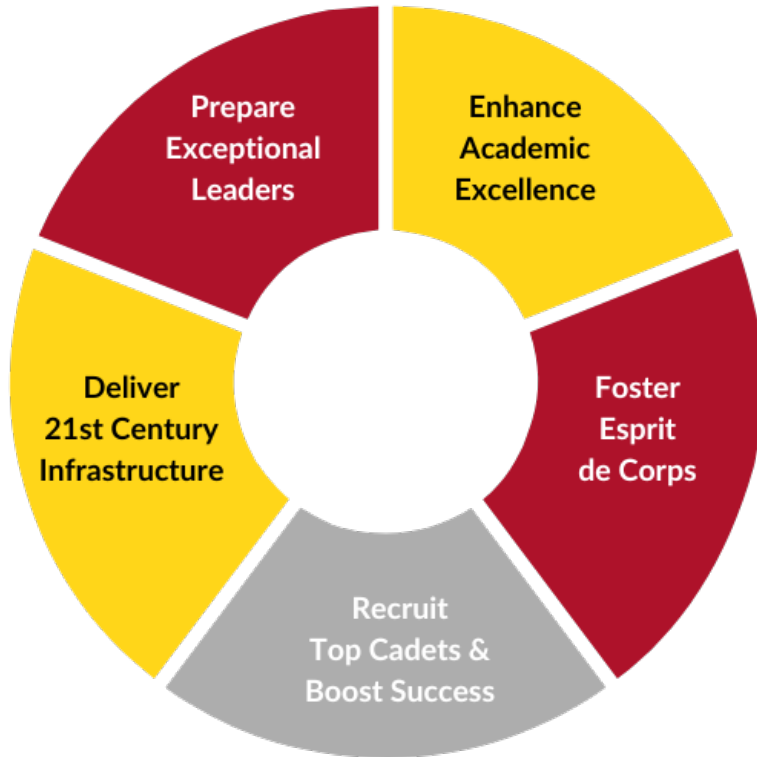 Prepare
Exceptional
Leaders
Enhance
Academic
Excellence
Deliver
21st Century
Infrastructure
Foster
Esprit
de Corps
Recruit
Top Cadets &
Boost Success